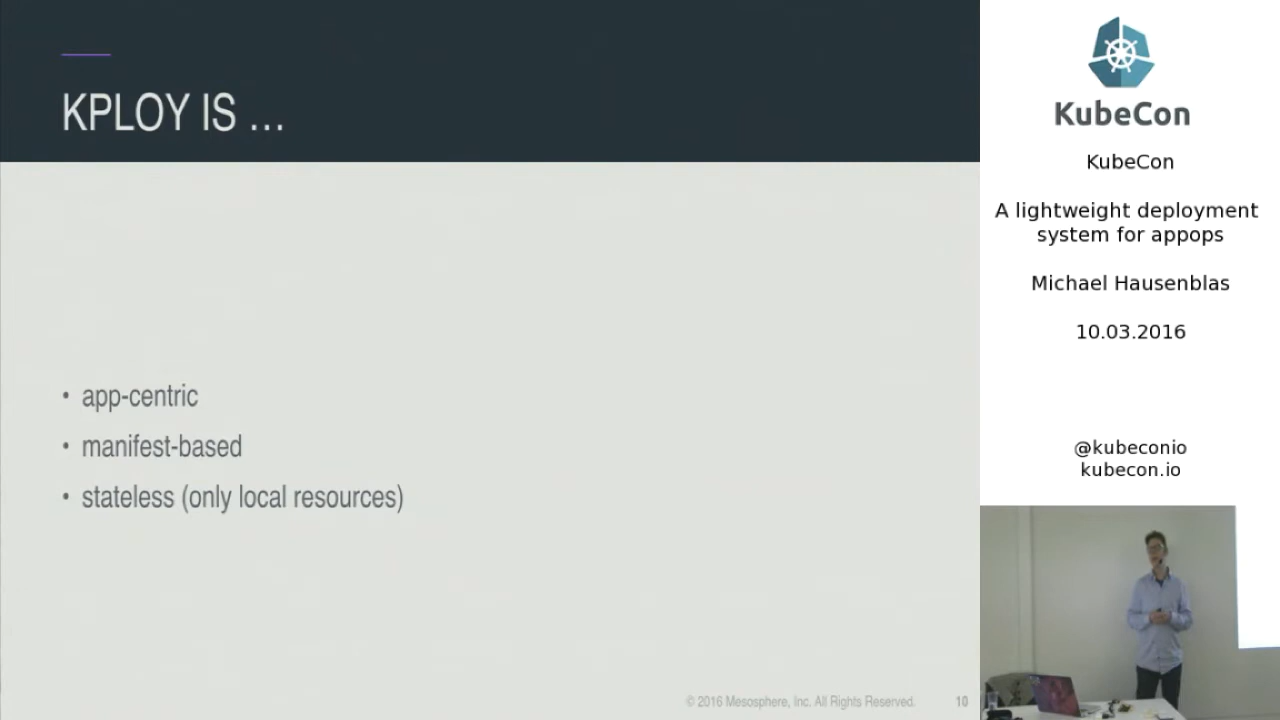 KPLOY IS ...
• app-centric
• manifest-based
• stateless (only local resources)
© 2016 Mesosphere, Inc. All Rights Reserved. 10
KubeCon
KubeCon
A lightweight deployment
system for appops
Michael Hausenblas
10.03.2016
@kubeconio
kubecon.io